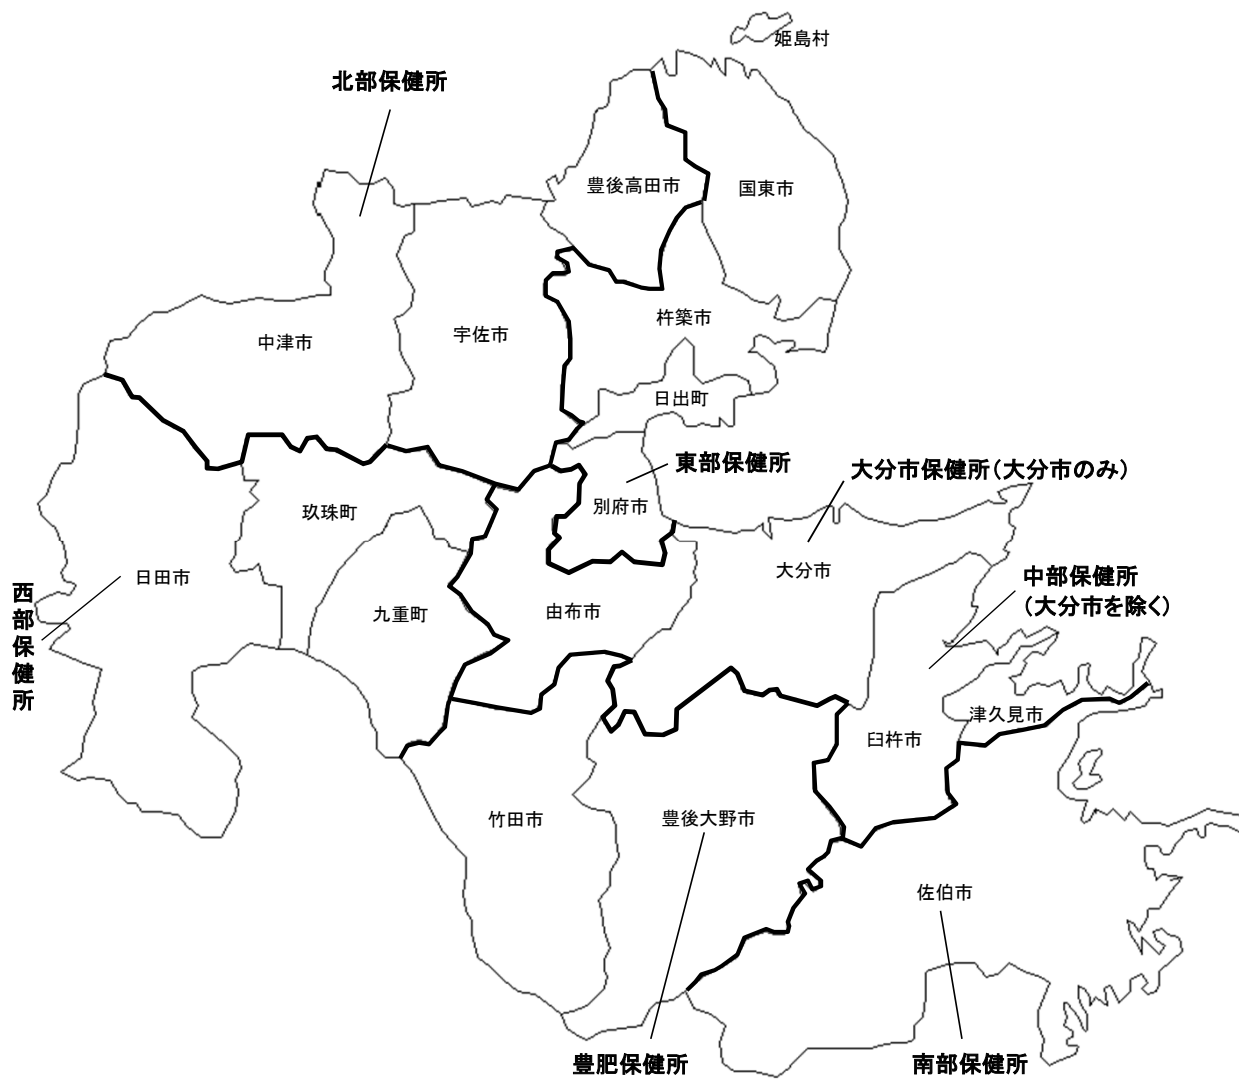 姫島村
北部保健所
豊後高田市
国東市
杵築市
宇佐市
中津市
日出町
東部保健所
大分市保健所(大分市のみ)
別府市
玖珠町
大分市
日田市
中部保健所
(大分市を除く)
西部保健所
九重町
由布市
津久見市
臼杵市
竹田市
豊後大野市
佐伯市
豊肥保健所
南部保健所